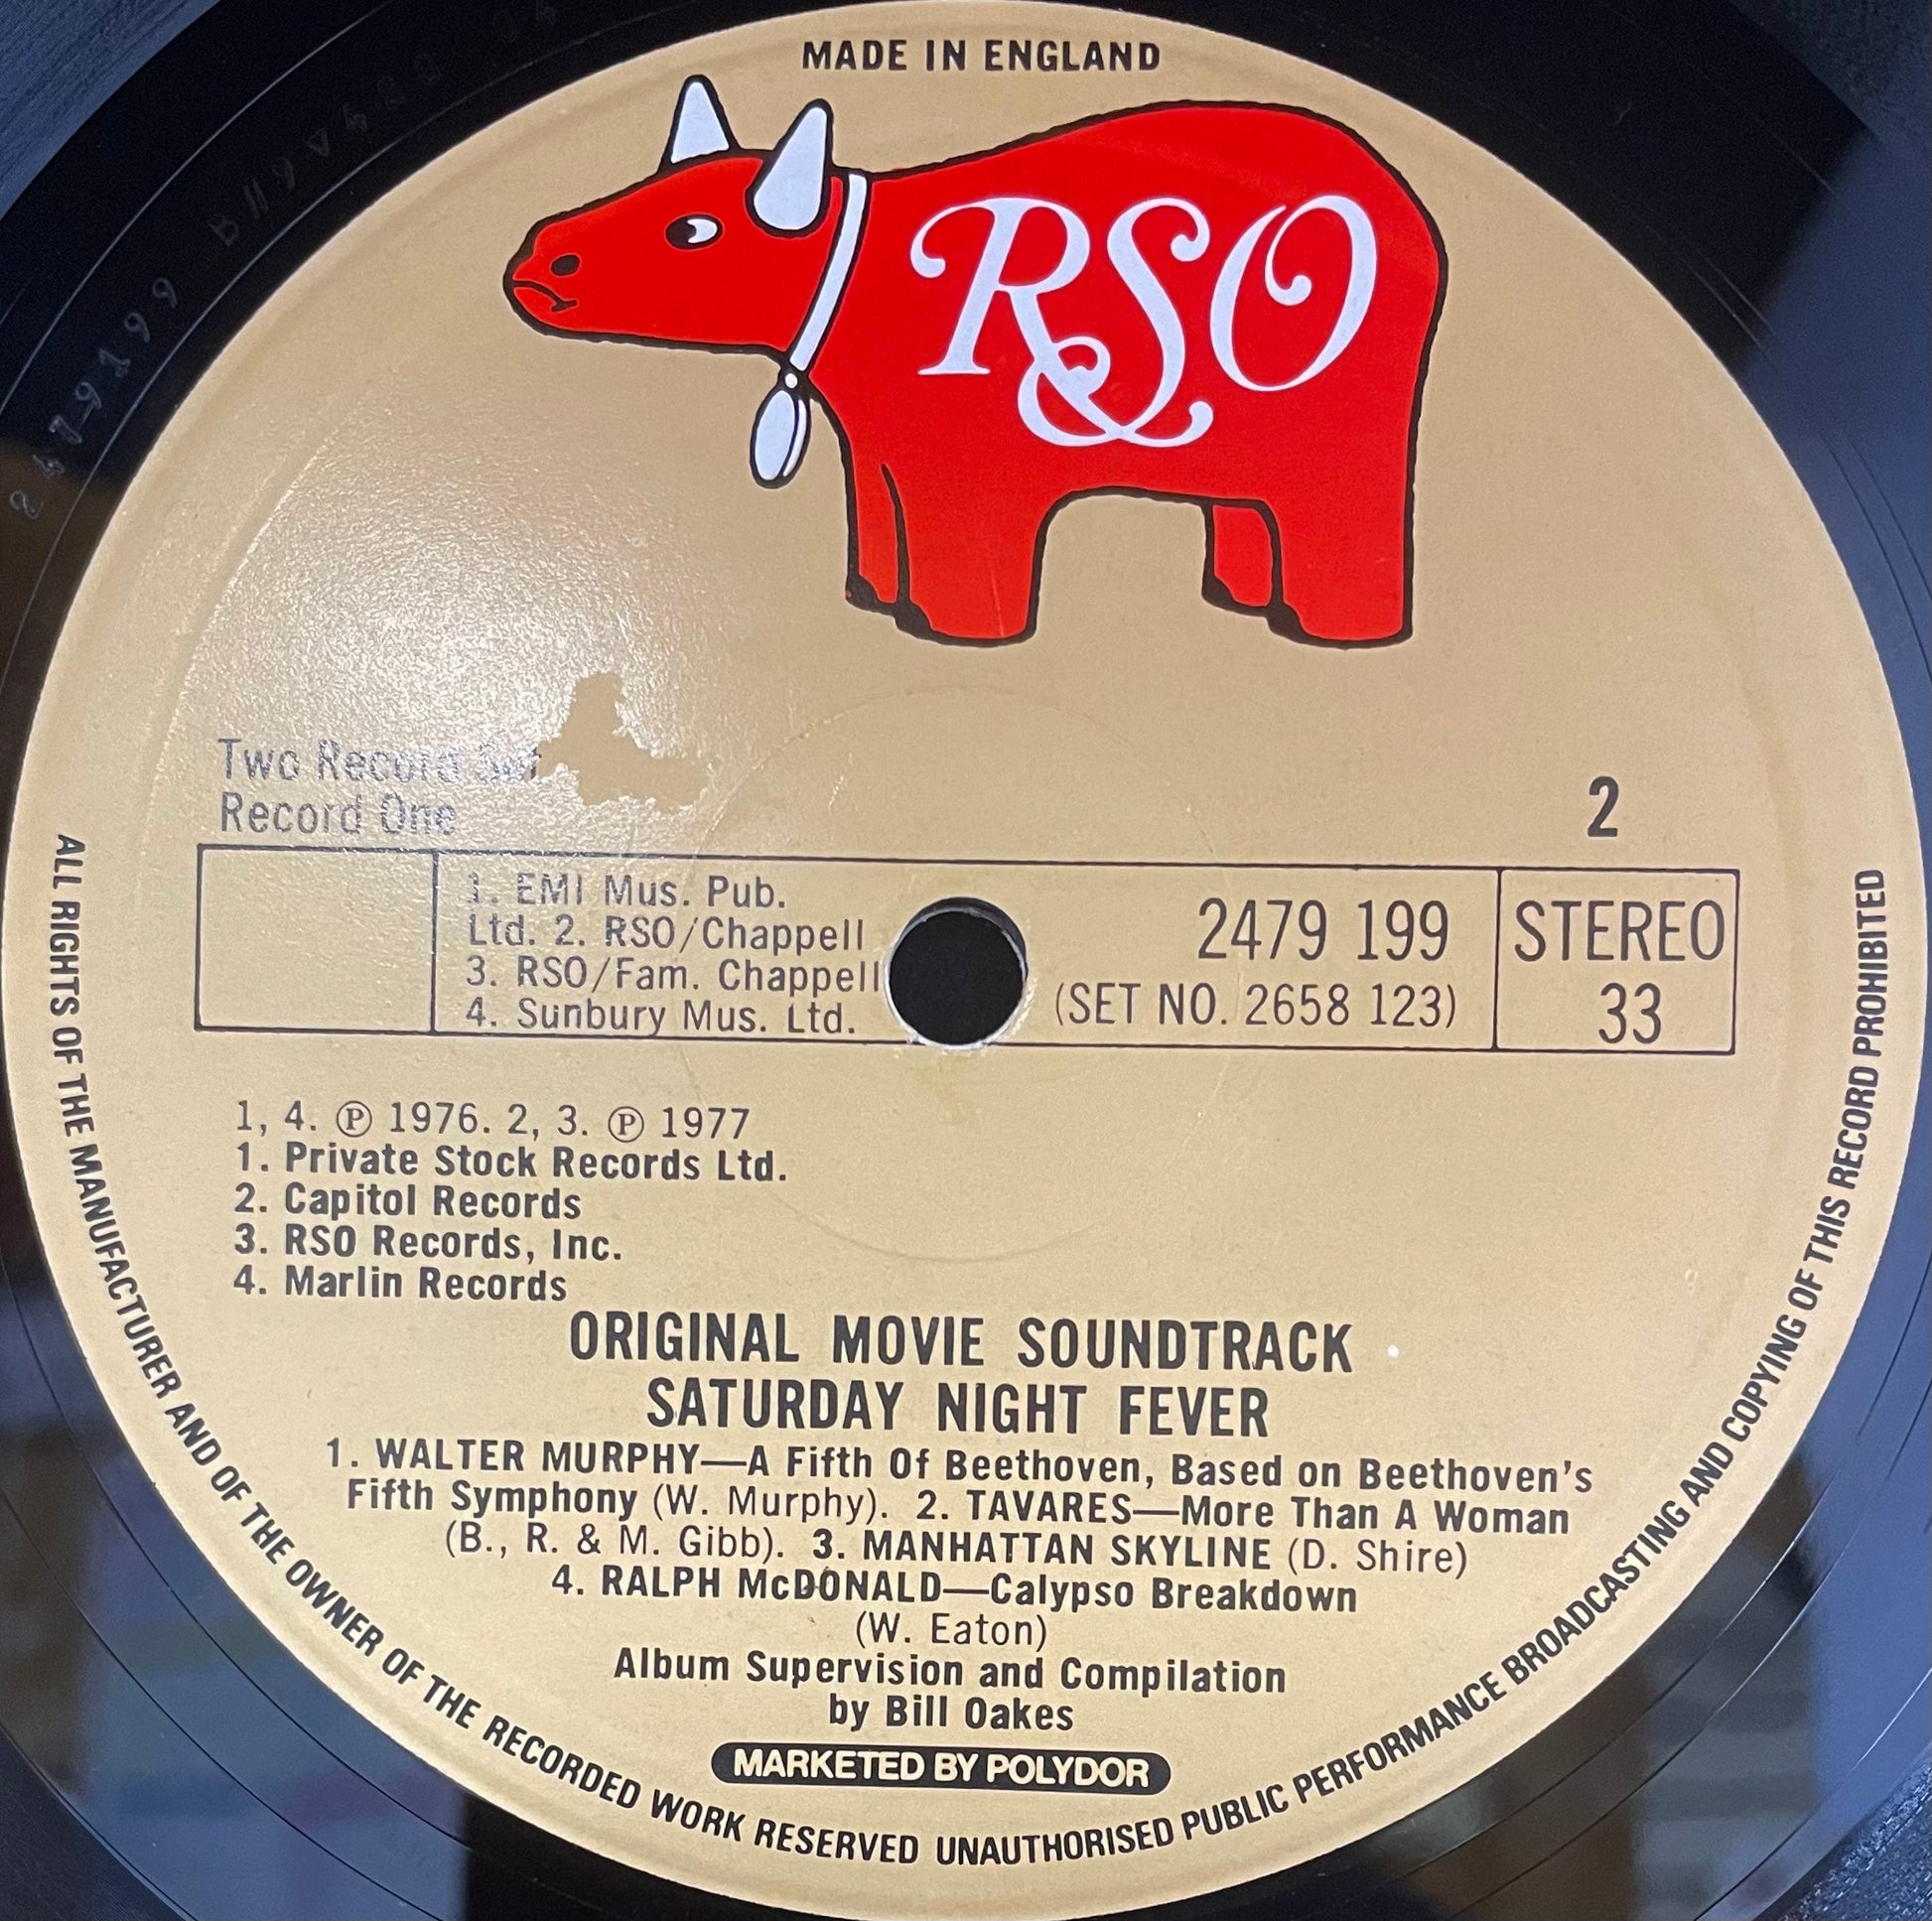 MADE IN ENGLAND
RSO
Two Record Set
Record One
2
1. EMI Mus. Pub.
Ltd. 2. RSO/Chappell
3. RSO/Fam. Chappell
4. Sunbury Mus. Ltd.
2479 199
(SET NO. 2658 123)
STEREO
33
1, 4. ℗ 1976. 2, 3. ℗ 1977
1. Private Stock Records Ltd.
2. Capitol Records
3. RSO Records, Inc.
4. Marlin Records
ORIGINAL MOVIE SOUNDTRACK
SATURDAY NIGHT FEVER
1. WALTER MURPHY—A Fifth Of Beethoven, Based on Beethoven's
Fifth Symphony (W. Murphy). 2. TAVARES—More Than A Woman
(B., R. & M. Gibb). 3. MANHATTAN SKYLINE (D. Shire)
4. RALPH McDONALD—Calypso Breakdown
(W. Eaton)
Album Supervision and Compilation
by Bill Oakes
MARKETED BY POLYDOR
ALL RIGHTS OF THE MANUFACTURER AND OF THE OWNER OF THE RECORDED WORK RESERVED UNAUTHORISED PUBLIC PERFORMANCE BROADCASTING AND COPYING OF THIS RECORD PROHIBITED
2479199